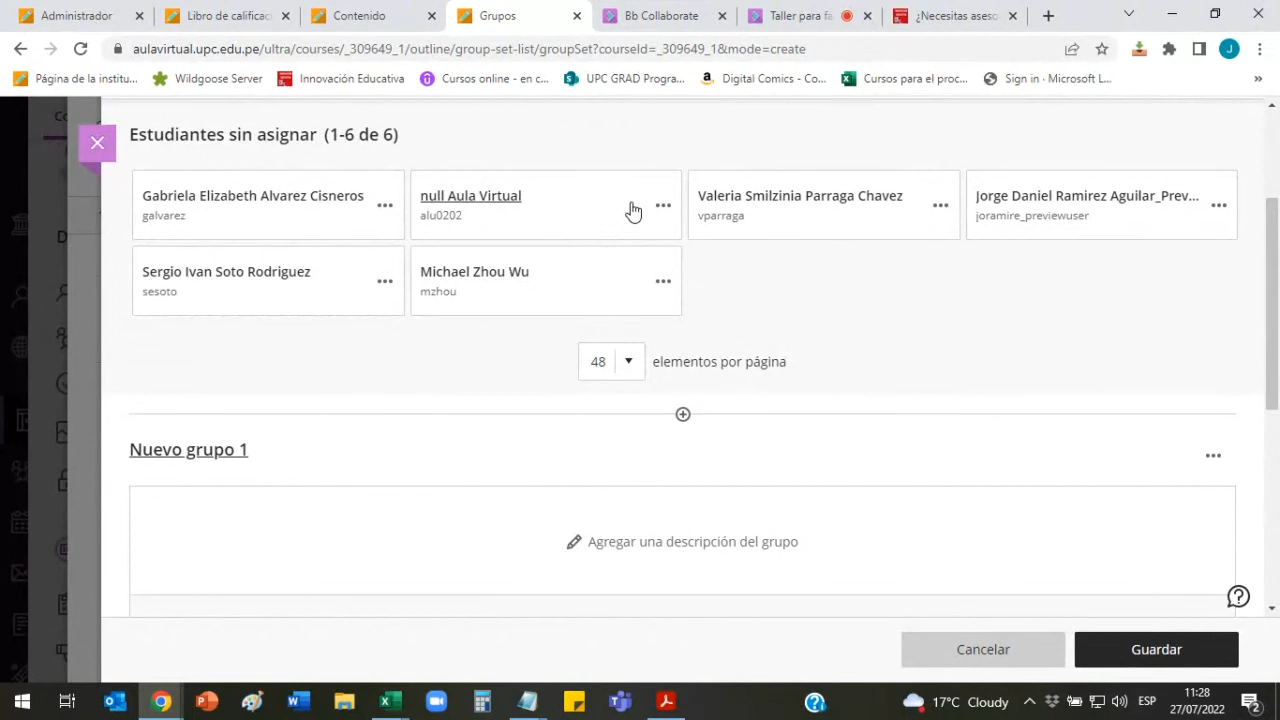 Administrador
Libro de calificac
Contenido
Grupos
Bb Collaborate
Taller para fa
¿Necesitas aseso
aulavirtual.upc.edu.pe/ultra/courses/_309649_1/outline/group-set-list/groupSet?courseId=_309649_1&mode=create
J
Página de la institu...
Wildgoose Server
Innovación Educativa
Cursos online - en c...
UPC GRAD Progra...
Digital Comics - Co...
Cursos para el proc...
Sign in · Microsoft L...
»
Estudiantes sin asignar (1-6 de 6)
Gabriela Elizabeth Alvarez Cisneros
galvarez
null Aula Virtual
alu0202
Valeria Smilzinia Parraga Chavez
vparraga
Jorge Daniel Ramirez Aguilar_Prev...
joramire_previewuser
Sergio Ivan Soto Rodriguez
sesoto
Michael Zhou Wu
mzhou
48
elementos por página
Nuevo grupo 1
Agregar una descripción del grupo
Cancelar
Guardar
17°C Cloudy
ESP
11:28
27/07/2022
2